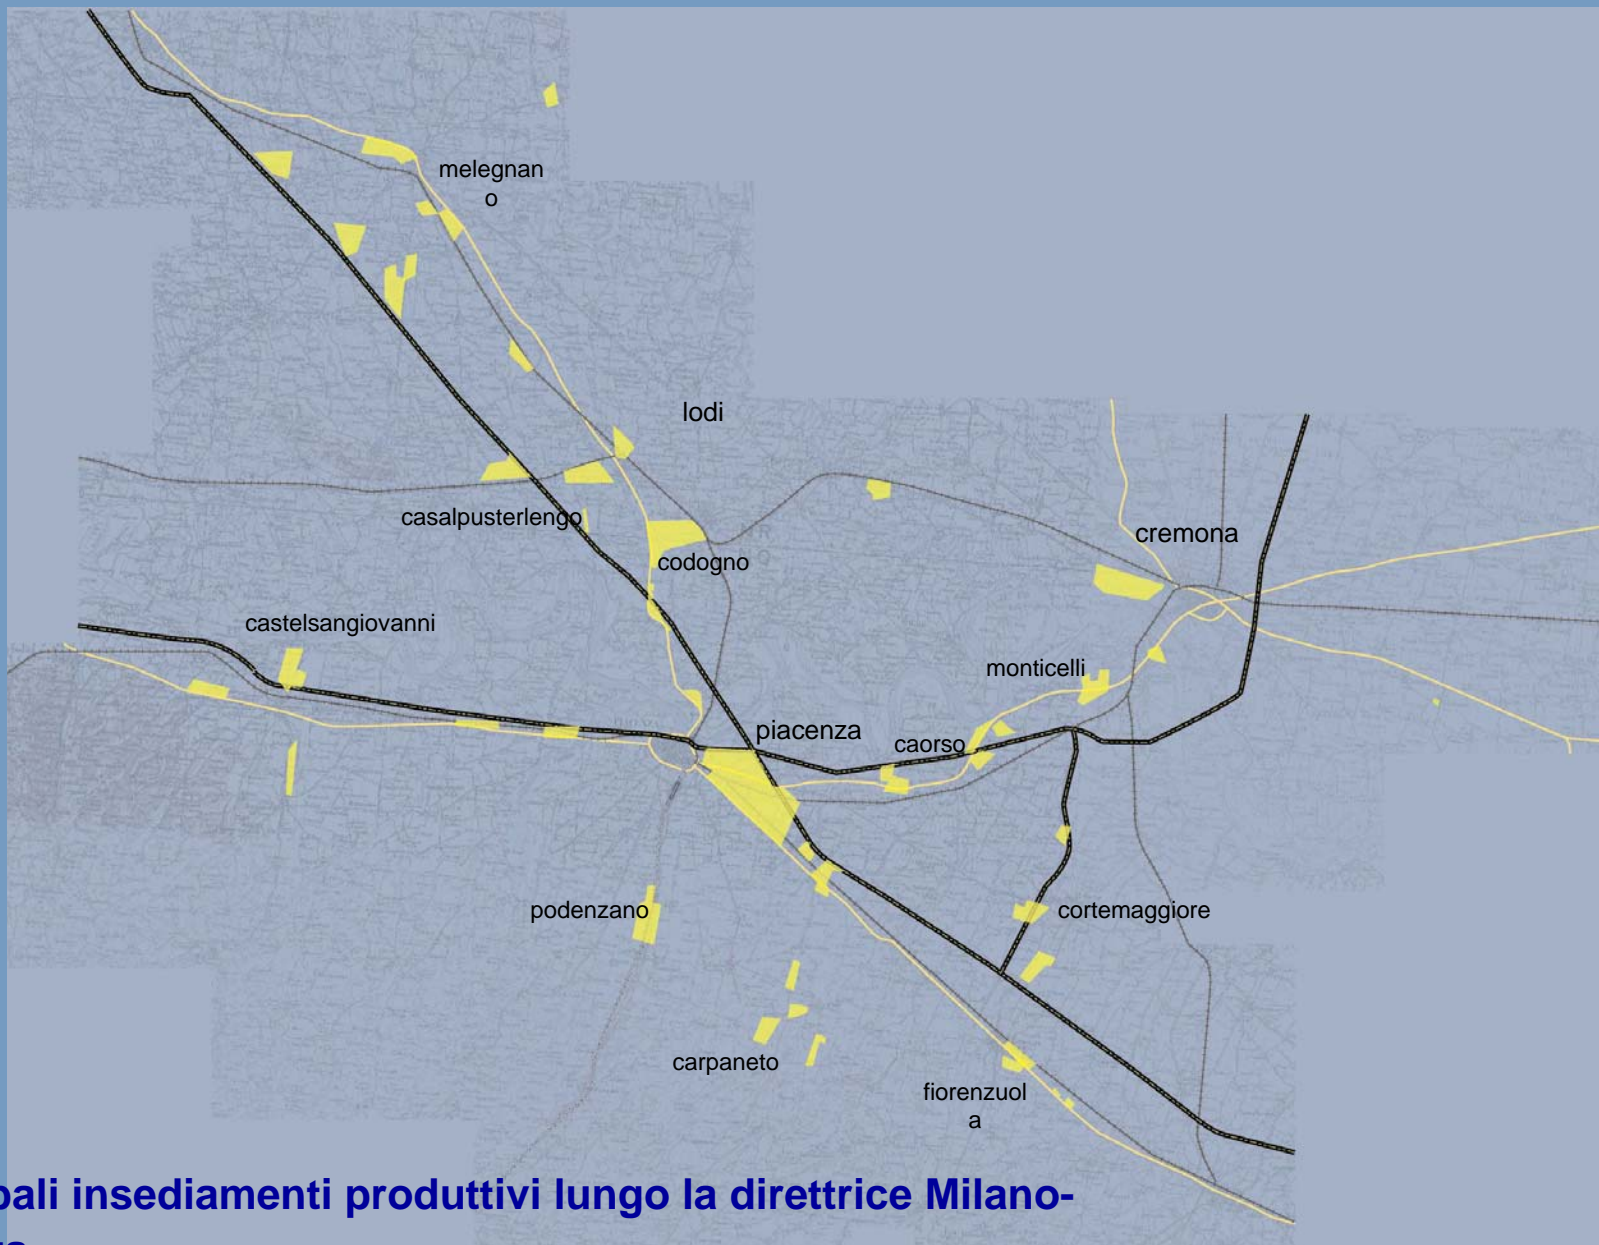 melegnan
o
lodi
casalpusterlengo
codogno
cremona
castelsangiovanni
monticelli
piacenza
caorso
podenzano
cortemaggiore
carpaneto
fiorenzuol
a
pali insediamenti produttivi lungo la direttrice Milano-